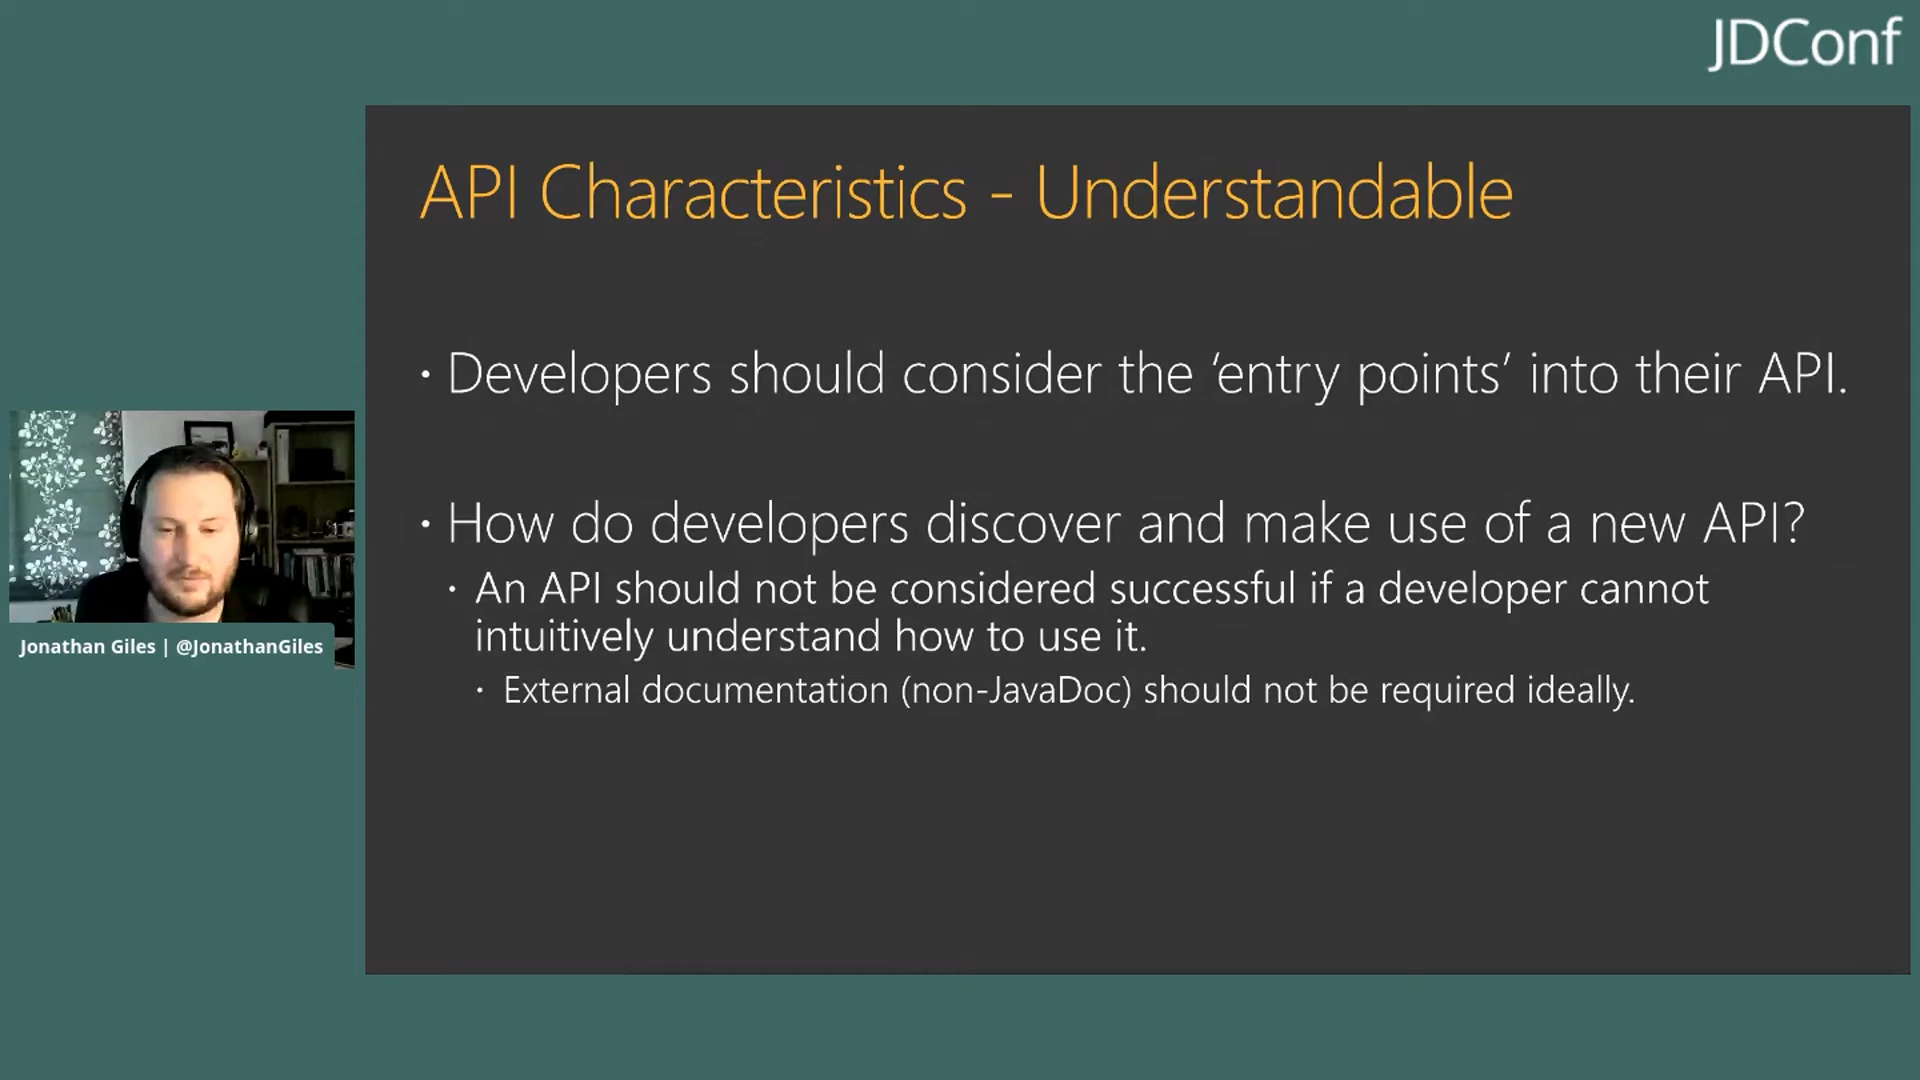 JDConf
API Characteristics - Understandable
• Developers should consider the ‘entry points’ into their API.
• How do developers discover and make use of a new API?
• An API should not be considered successful if a developer cannot
intuitively understand how to use it.
• External documentation (non-JavaDoc) should not be required ideally.
Jonathan Giles | @JonathanGiles